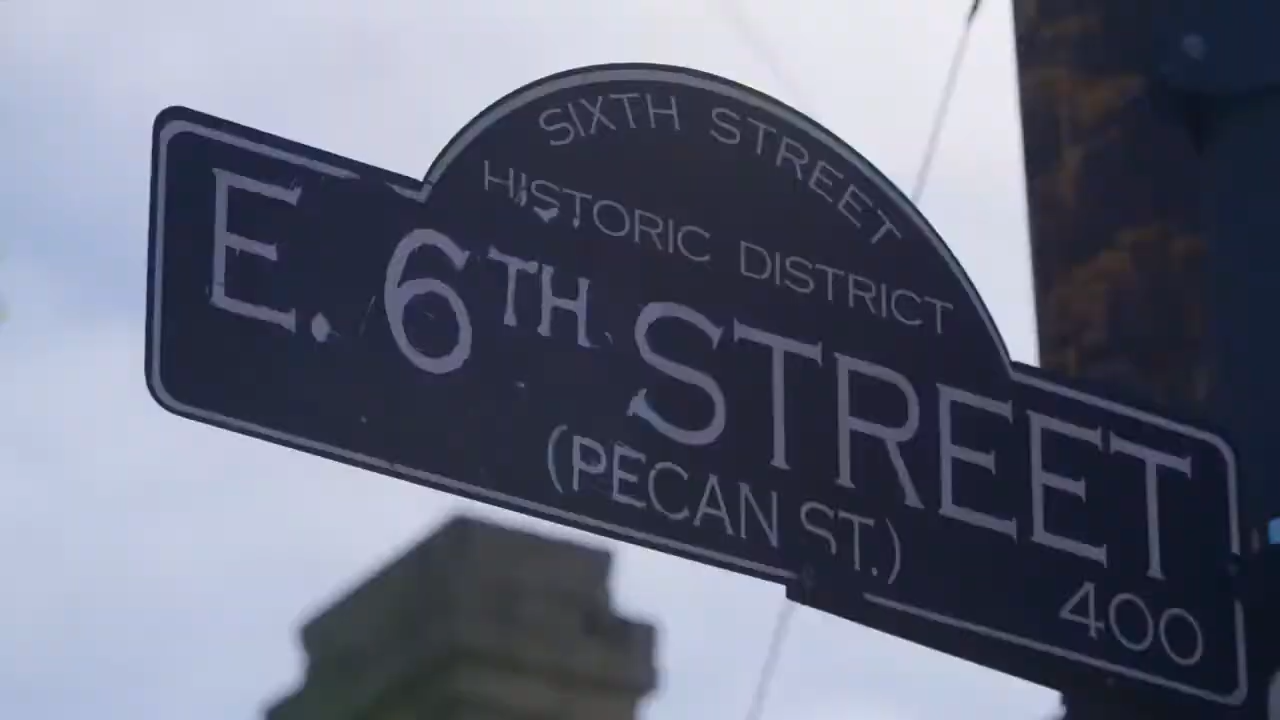 SIXTH STREET
HISTORIC DISTRICT
E. 6TH STREET
(PECAN ST.)
400